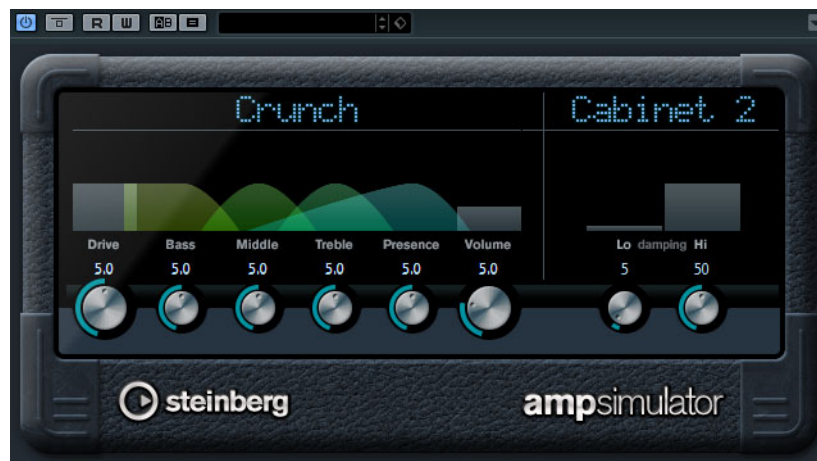 R W AB
Crunch Cabinet 2
Drive Bass Middle Treble Presence Volume Lo damping Hi
5.0 5.0 5.0 5.0 5.0 5.0 5 50
steinberg ampsimulator